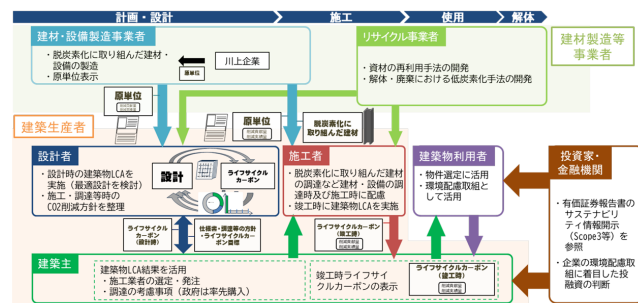 計画・設計
施工
使用
解体
建材・設備製造事業者
・脱炭素化に取り組んだ建材・
設備の製造
・原単位表示
川上企業
原単位
リサイクル事業者
・資材の再利用手法の開発
・解体・廃棄における低炭素化手法の開発
建材製造等
事業者
原単位
原単位
脱炭素化に
取り組んだ建材
建築生産者
設計者
・設計時の建築物LCAを
実施（最適設計を検討）
・施工・調達等時の
CO2削減方針を整理
設計
ライフサイクル
カーボン
施工者
・脱炭素化に取り組んだ建材
の調達など建材・設備の調
達時及び施工時に配慮
・竣工時に建築物LCAを実施
建築物利用者
・物件選定に活用
・環境配慮取組と
して活用
投資家・
金融機関
・有価証券報告書の
サステナビリ
ティ情報開示
（Scope3等）を
参照
・企業の環境配慮取
組に着目した投
融資の判断
ライフサイクル
カーボン
（設計時）
仕様書・調達等の方針
・ライフサイクル
ライフサイクル
カーボン
（竣工時）
建築主
建築物LCA結果を活用
・施工業者の選定・発注
・調達の考慮事項（政府は率先購入）
竣工時ライフサイ
クルカーボンの表示
ライフサイクルカーボン
（竣工時）